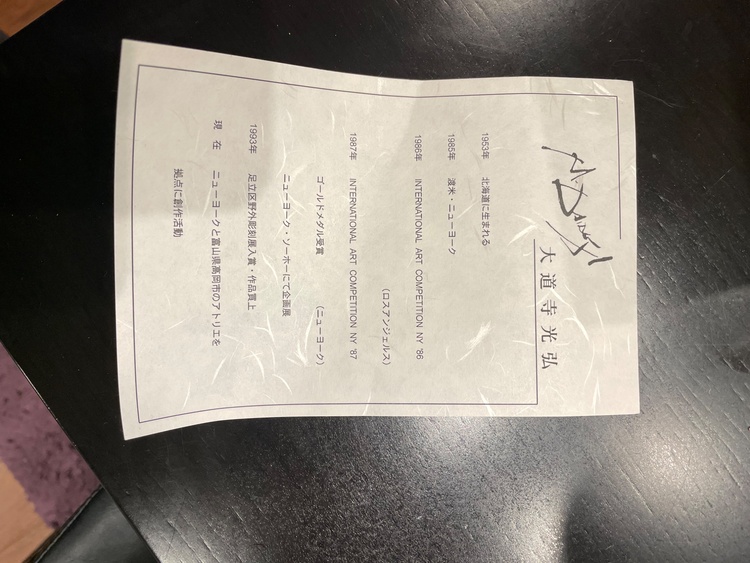 M. Daidoji
大道寺光弘
1953年 北海道に生まれる
1985年 渡米・ニューヨーク
1986年 INTERNATIONAL ART COMPETITION NY '86
(ロスアンジェルス)
1987年 INTERNATIONAL ART COMPETITION NY '87
ゴールドメダル受賞 (ニューヨーク)
ニューヨーク・ソーホーにて企画展
1993年 足立区野外彫刻展入賞・作品買上
現 在 ニューヨークと富山県高岡市のアトリエを
拠点に創作活動